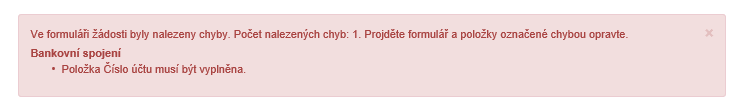 Ve formuláři žádosti byly nalezeny chyby. Počet nalezených chyb: 1. Projděte formulář a položky označené chybou opravte.
×
Bankovní spojení
• Položka Číslo účtu musí být vyplněna.